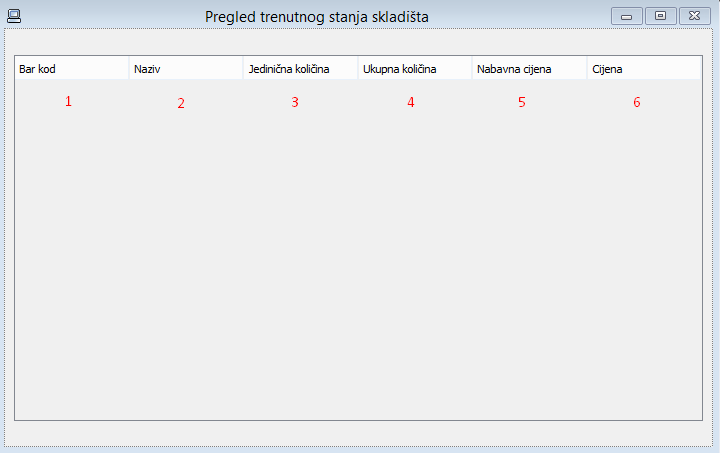 Pregled trenutnog stanja skladišta
Bar kod Naziv Jedinična količina Ukupna količina Nabavna cijena Cijena
1 2 3 4 5 6